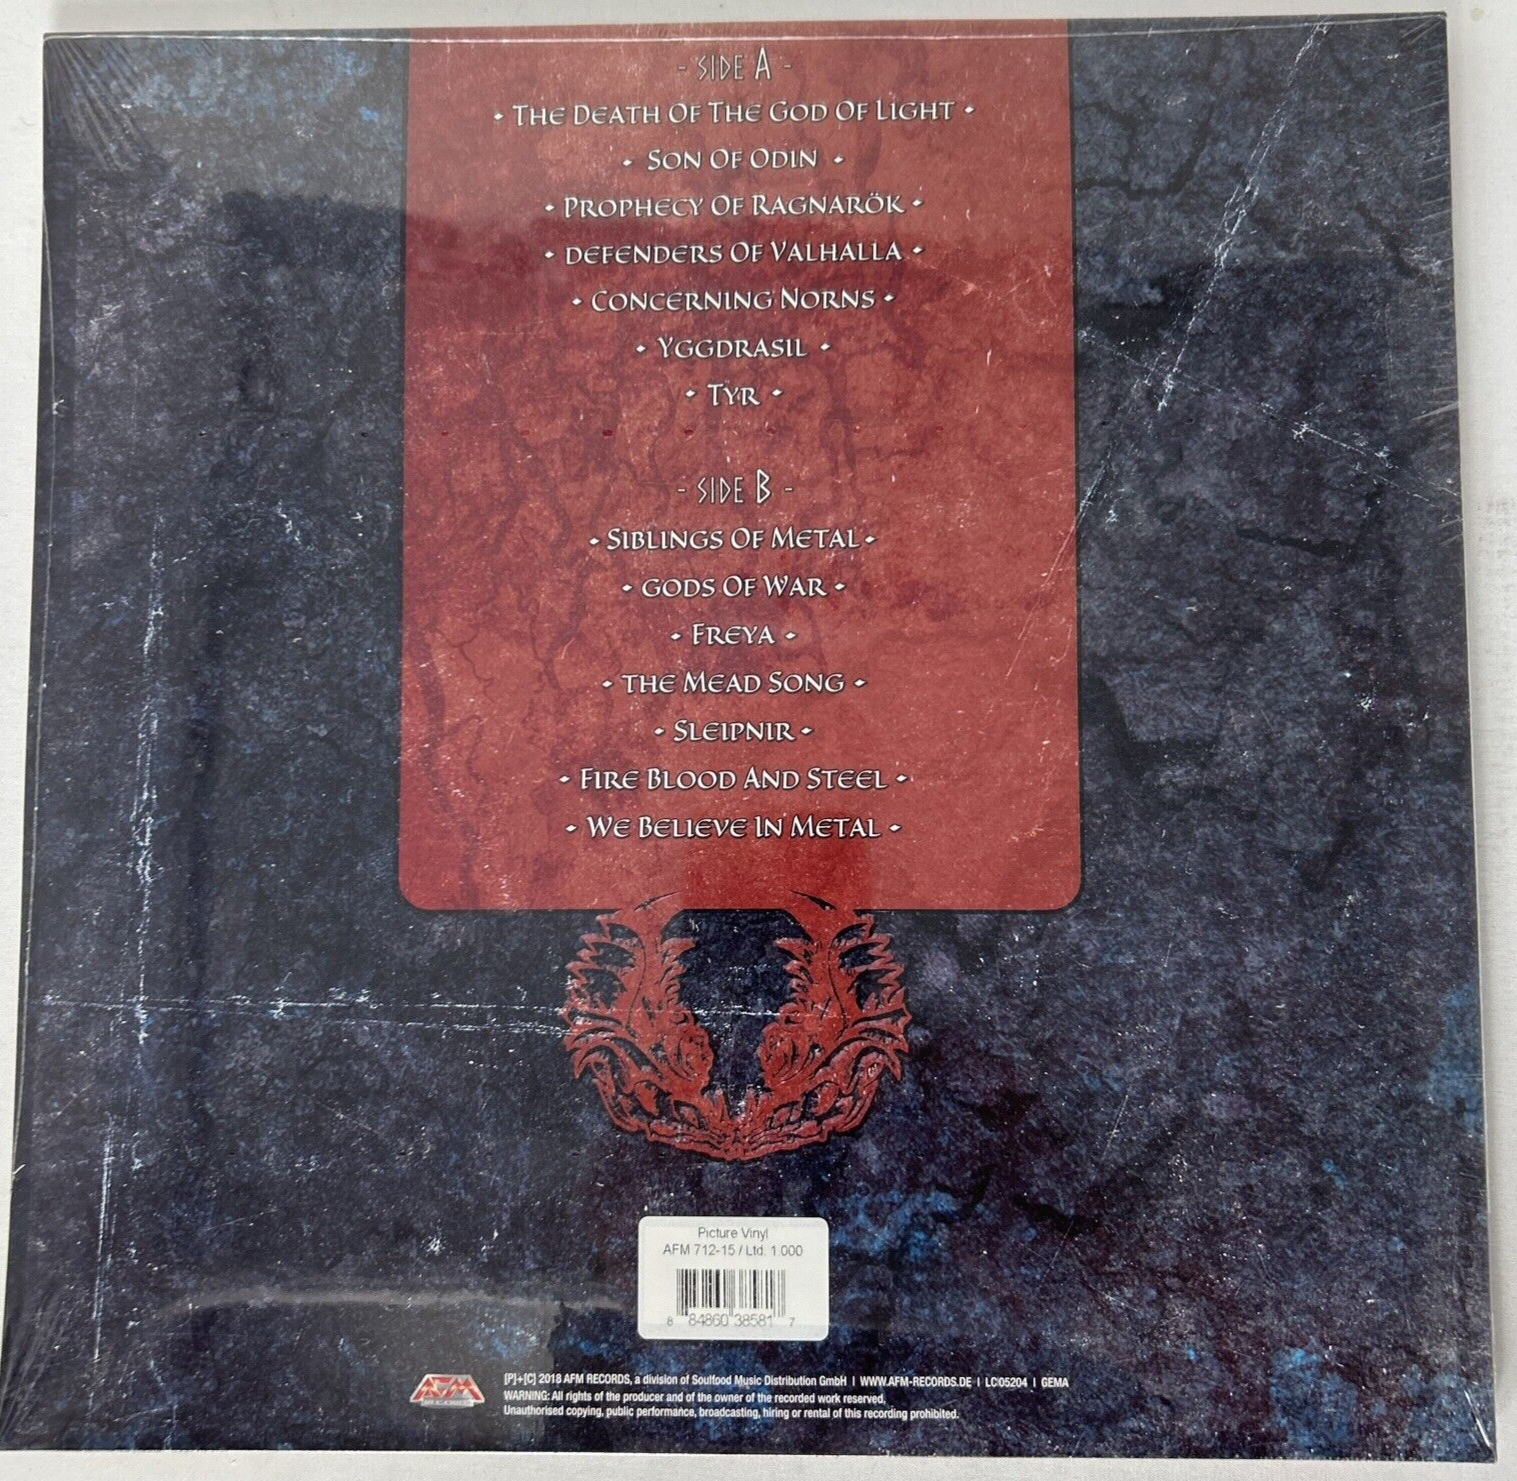 - SIDE A -
• THE DEATH OF THE GOD OF LIGHT •
• SON OF ODIN •
• PROPHECY OF RAGNARÖK •
• DEFENDERS OF VALHALLA •
• CONCERNING NORNS •
• YGGDRASIL •
• TYR •
- SIDE B -
• SIBLINGS OF METAL •
• GODS OF WAR •
• FREYA •
• THE MEAD SONG •
• SLEIPNIR •
• FIRE BLOOD AND STEEL •
• WE BELIEVE IN METAL •
Picture Vinyl
AFM 712-15 / Ltd. 1.000
8 84860 38581 7
AFM RECORDS
[P]+[C] 2018 AFM RECORDS, a division of Soulfood Music Distribution GmbH | WWW.AFM-RECORDS.DE | LC05204 | GEMA
WARNING: All rights of the producer and of the owner of the recorded work reserved.
Unauthorised copying, public performance, broadcasting, hiring or rental of this recording prohibited.